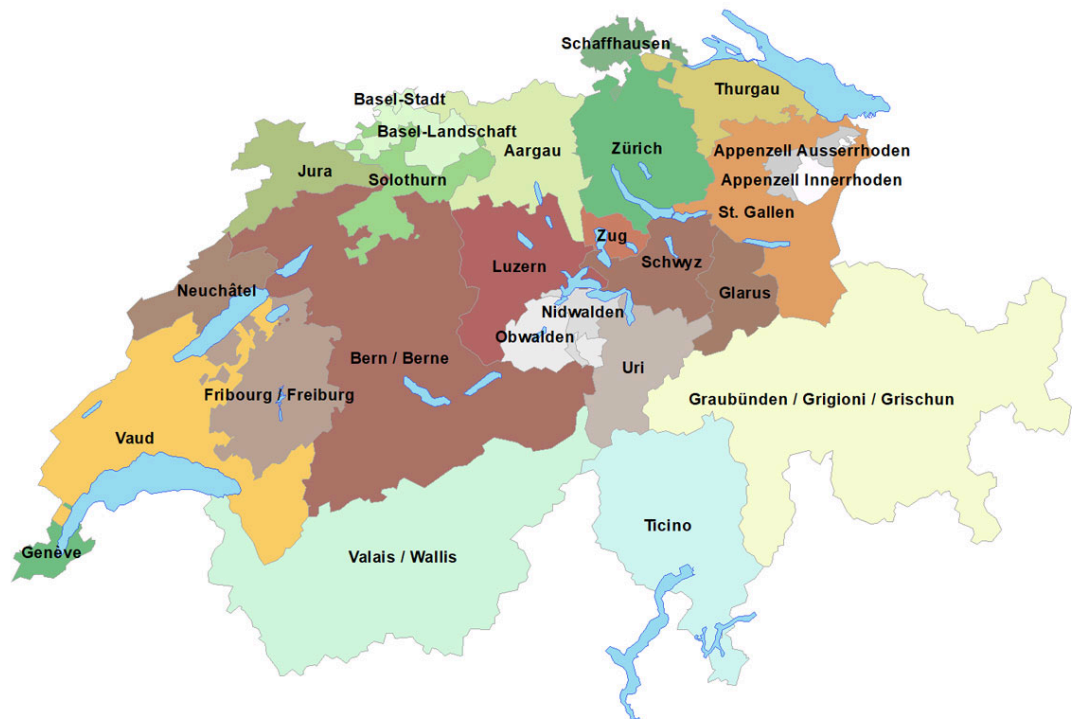 Schaffhausen
Thurgau
Basel-Stadt
Basel-Landschaft
Aargau
Zürich
Appenzell Ausserrhoden
Jura
Solothurn
Appenzell Innerrhoden
St. Gallen
Zug
Luzern
Schwyz
Neuchâtel
Glarus
Nidwalden
Obwalden
Bern / Berne
Uri
Fribourg / Freiburg
Graubünden / Grigioni / Grischun
Vaud
Ticino
Genève
Valais / Wallis